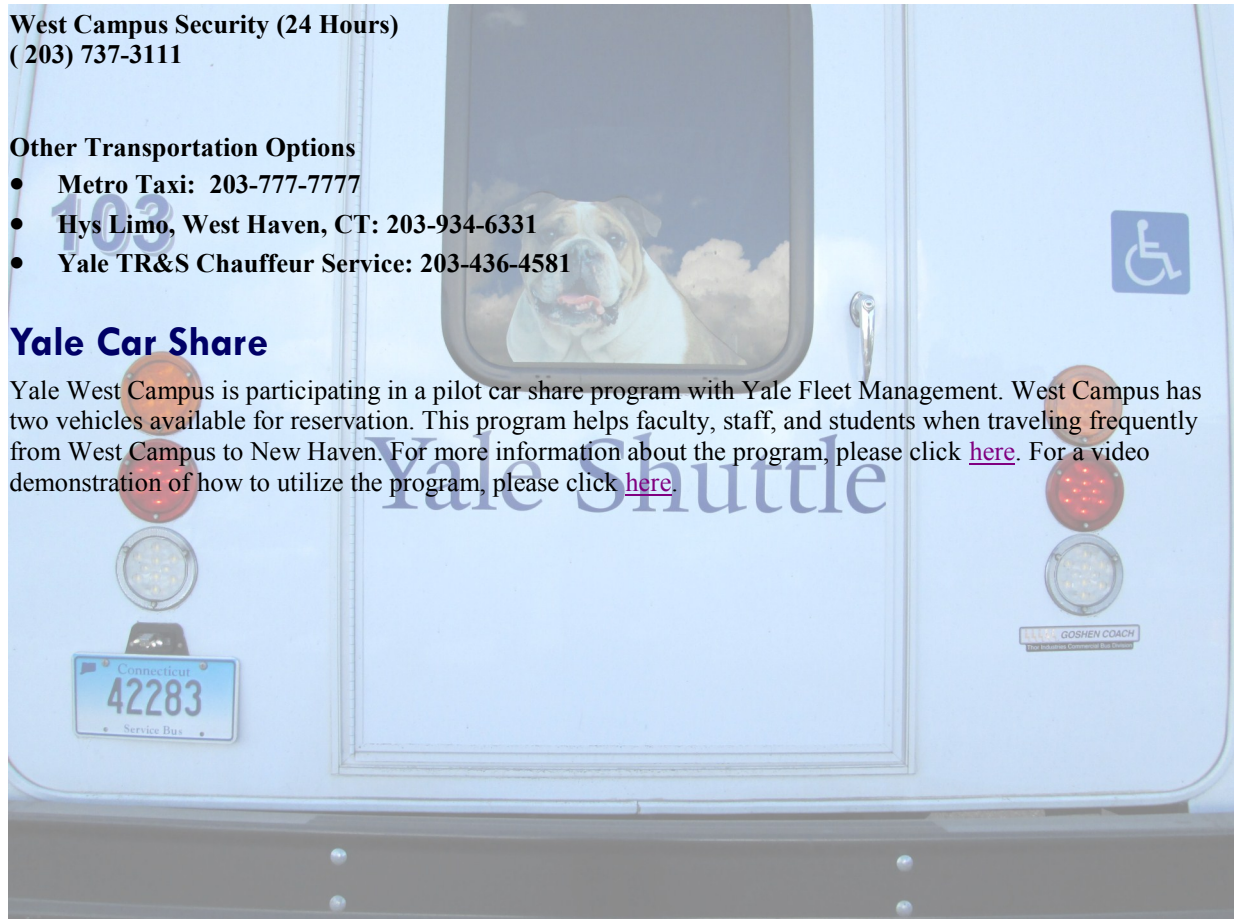 West Campus Security (24 Hours)
( 203) 737-3111
Other Transportation Options
• Metro Taxi: 203-777-7777
• Hys Limo, West Haven, CT: 203-934-6331
• Yale TR&S Chauffeur Service: 203-436-4581
103
Yale Car Share
Yale West Campus is participating in a pilot car share program with Yale Fleet Management. West Campus has
two vehicles available for reservation. This program helps faculty, staff, and students when traveling frequently
from West Campus to New Haven. For more information about the program, please click here. For a video
demonstration of how to utilize the program, please click here.
Yale Shuttle
GOSHEN COACH
Thor Industries Commercial Bus Division
Connecticut
42283
Service Bus